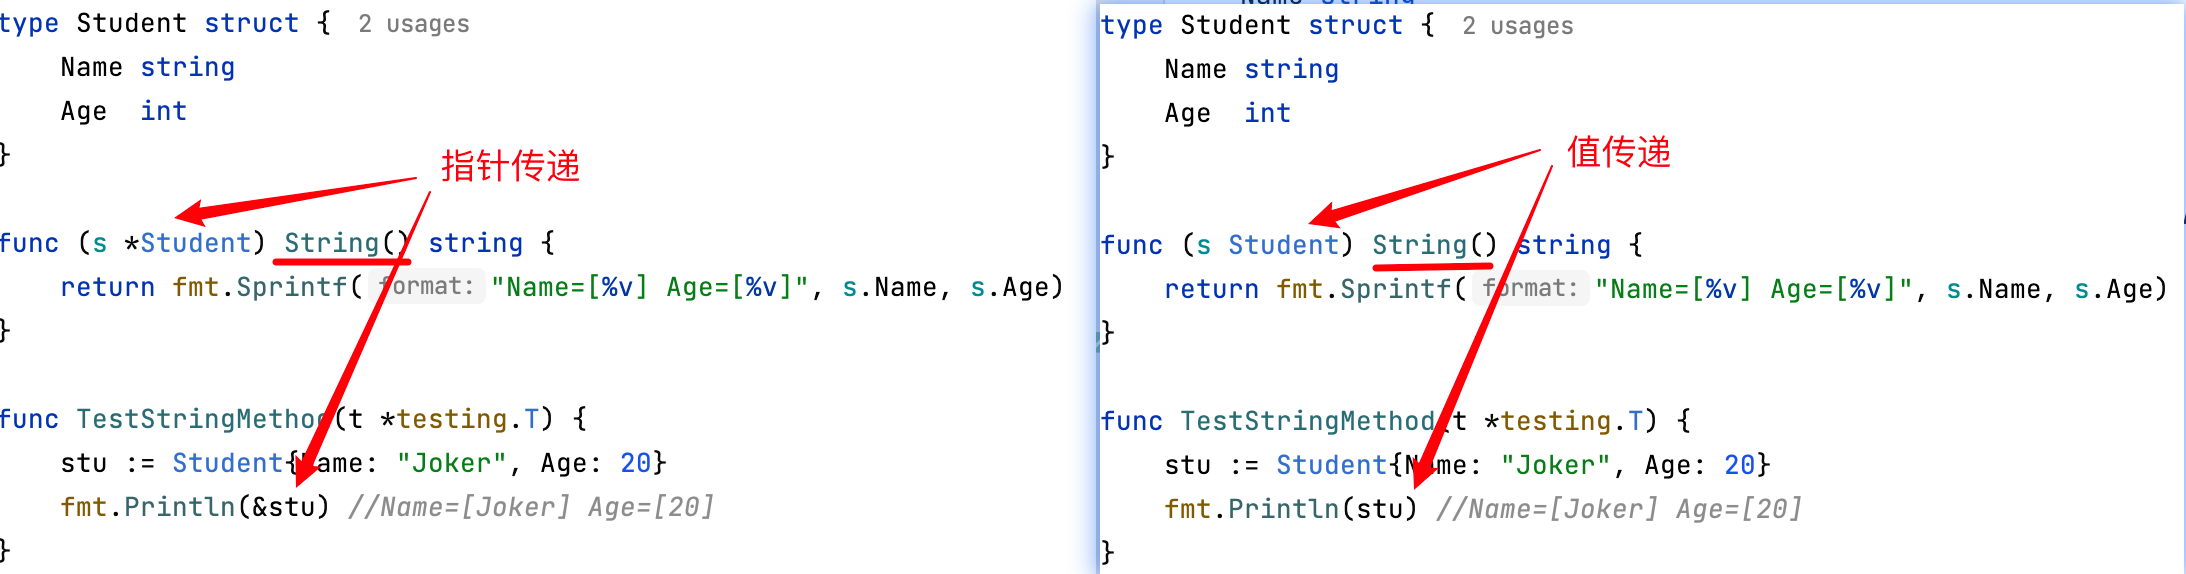 type Student struct { 2 usages
    Name string
    Age  int
}
指针传递
func (s *Student) String() string {
    return fmt.Sprintf( format: "Name=[%v] Age=[%v]", s.Name, s.Age)
}
func TestStringMethod(t *testing.T) {
    stu := Student{Name: "Joker", Age: 20}
    fmt.Println(&stu) //Name=[Joker] Age=[20]
}
type Student struct { 2 usages
    Name string
    Age  int
}
值传递
func (s Student) String() string {
    return fmt.Sprintf( format: "Name=[%v] Age=[%v]", s.Name, s.Age)
}
func TestStringMethod(t *testing.T) {
    stu := Student{Name: "Joker", Age: 20}
    fmt.Println(stu) //Name=[Joker] Age=[20]
}